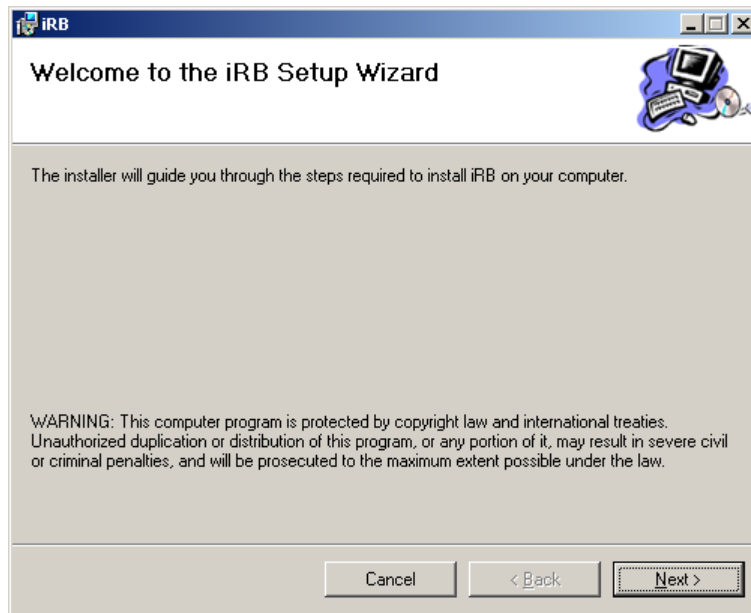 iRB
Welcome to the iRB Setup Wizard
The installer will guide you through the steps required to install iRB on your computer.
WARNING: This computer program is protected by copyright law and international treaties.
Unauthorized duplication or distribution of this program, or any portion of it, may result in severe civil
or criminal penalties, and will be prosecuted to the maximum extent possible under the law.
Cancel
< Back
Next >